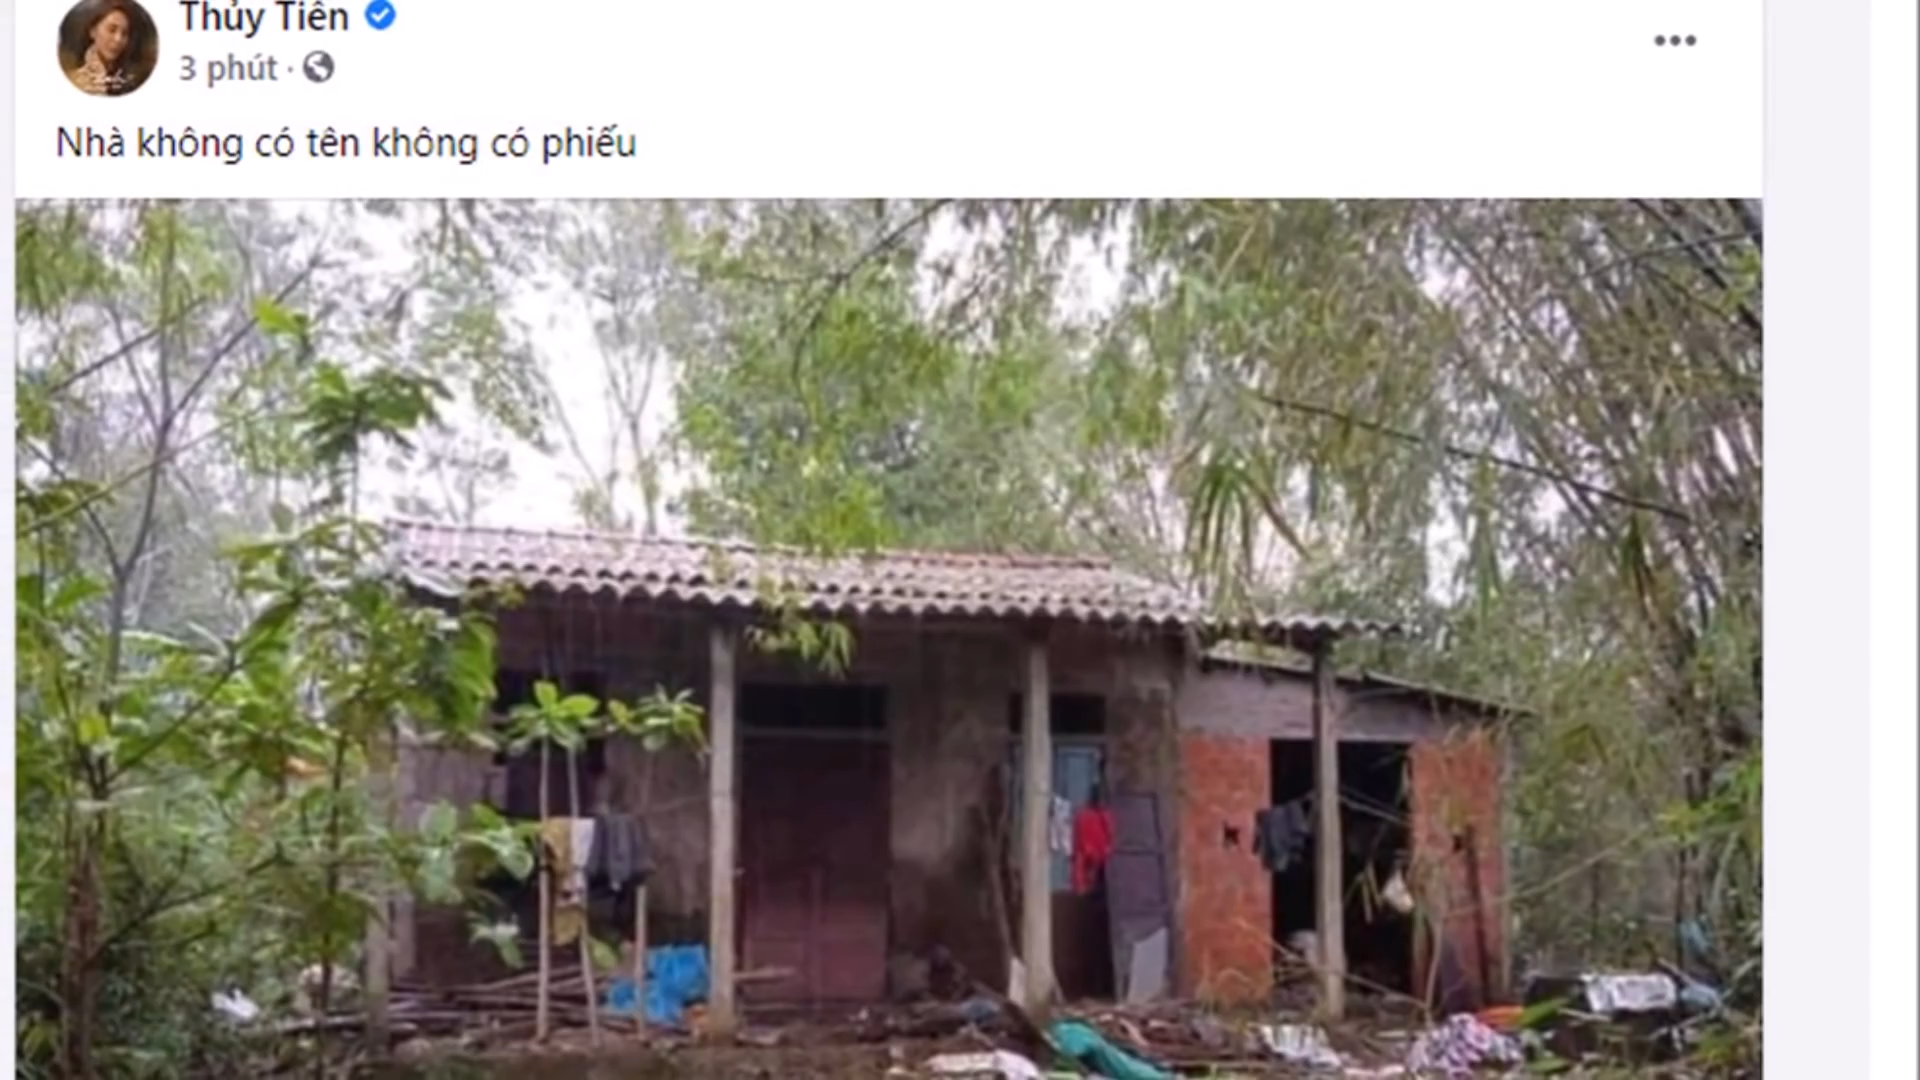 Thủy Tiên
3 phút ·
Nhà không có tên không có phiếu